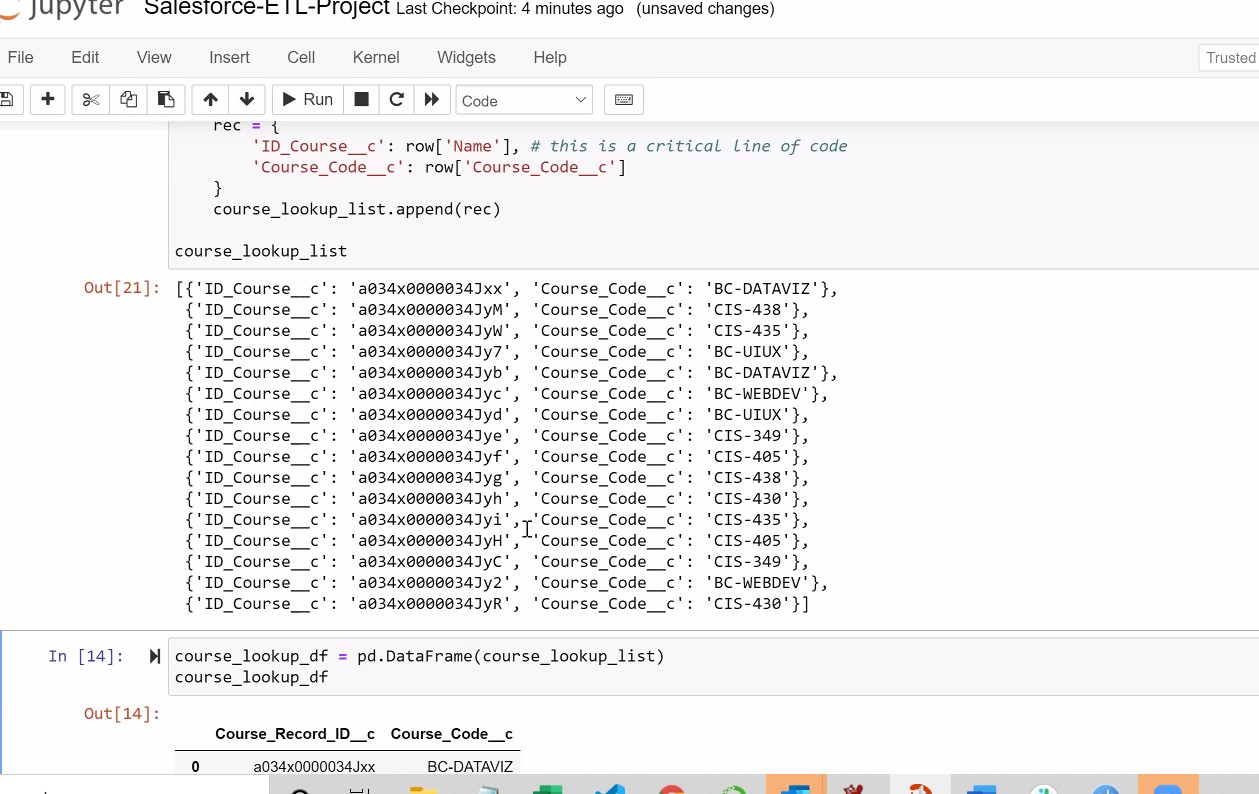 jupyter Salesforce-ETL-Project Last Checkpoint: 4 minutes ago (unsaved changes)
File Edit View Insert Cell Kernel Widgets Help
Trusted
Run Code
rec = {
'ID_Course__c': row['Name'], # this is a critical line of code
'Course_Code__c': row['Course_Code__c']
}
course_lookup_list.append(rec)
course_lookup_list
Out[21]: [{'ID_Course__c': 'a034x0000034Jxx', 'Course_Code__c': 'BC-DATAVIZ'},
{'ID_Course__c': 'a034x0000034JyM', 'Course_Code__c': 'CIS-438'},
{'ID_Course__c': 'a034x0000034JyW', 'Course_Code__c': 'CIS-435'},
{'ID_Course__c': 'a034x0000034Jy7', 'Course_Code__c': 'BC-UIUX'},
{'ID_Course__c': 'a034x0000034Jyb', 'Course_Code__c': 'BC-DATAVIZ'},
{'ID_Course__c': 'a034x0000034Jyc', 'Course_Code__c': 'BC-WEBDEV'},
{'ID_Course__c': 'a034x0000034Jyd', 'Course_Code__c': 'BC-UIUX'},
{'ID_Course__c': 'a034x0000034Jye', 'Course_Code__c': 'CIS-349'},
{'ID_Course__c': 'a034x0000034Jyf', 'Course_Code__c': 'CIS-405'},
{'ID_Course__c': 'a034x0000034Jyg', 'Course_Code__c': 'CIS-438'},
{'ID_Course__c': 'a034x0000034Jyh', 'Course_Code__c': 'CIS-430'},
{'ID_Course__c': 'a034x0000034Jyi', 'Course_Code__c': 'CIS-435'},
{'ID_Course__c': 'a034x0000034JyH', 'Course_Code__c': 'CIS-405'},
{'ID_Course__c': 'a034x0000034JyC', 'Course_Code__c': 'CIS-349'},
{'ID_Course__c': 'a034x0000034Jy2', 'Course_Code__c': 'BC-WEBDEV'},
{'ID_Course__c': 'a034x0000034JyR', 'Course_Code__c': 'CIS-430'}]
In [14]: course_lookup_df = pd.DataFrame(course_lookup_list)
course_lookup_df
Out[14]:
Course_Record_ID__c Course_Code__c
0 a034x0000034Jxx BC-DATAVIZ